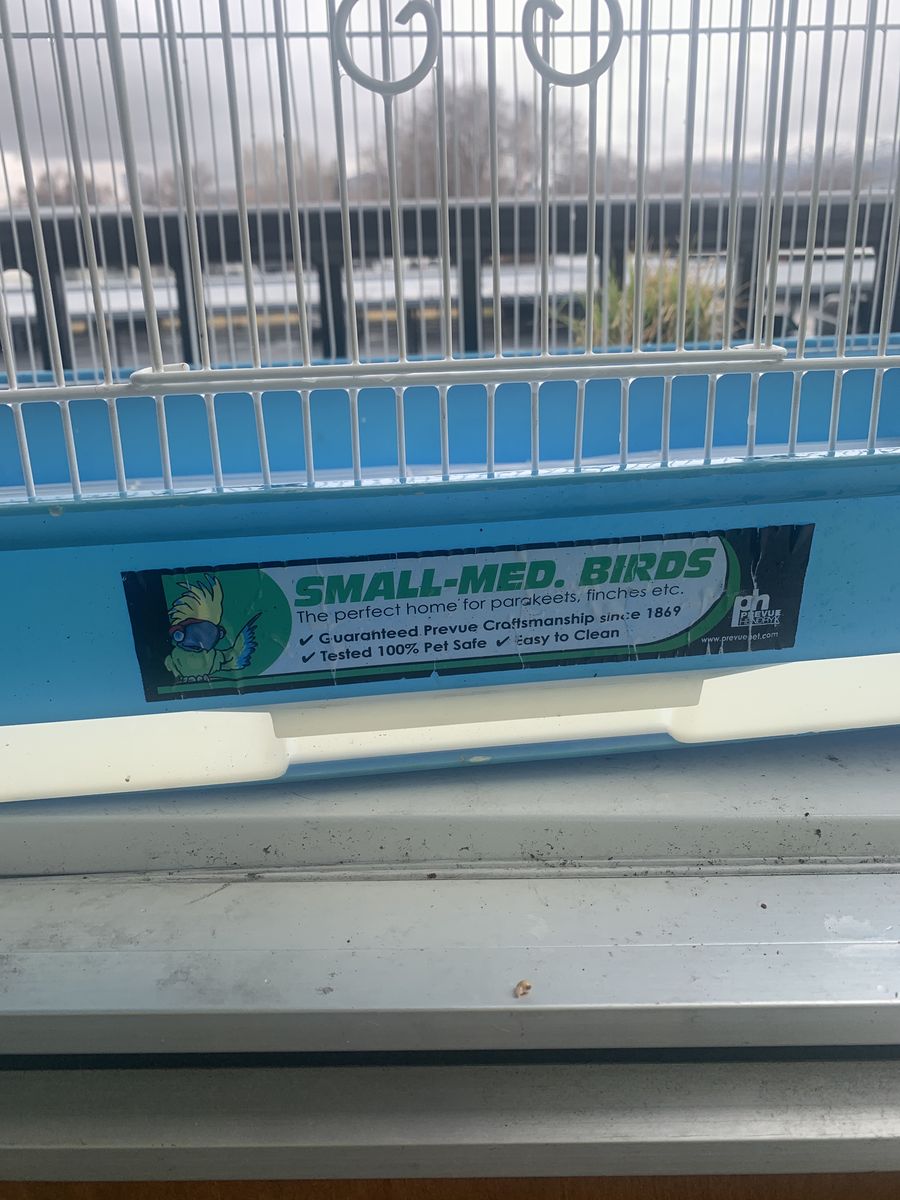 SMALL-MED. BIRDS
The perfect home for parakeets, finches etc.
✓ Guaranteed Prevue Craftsmanship since 1869
✓ Tested 100% Pet Safe ✓ Easy to Clean
ph
PREVUE
HENDRYX
www.prevuepet.com